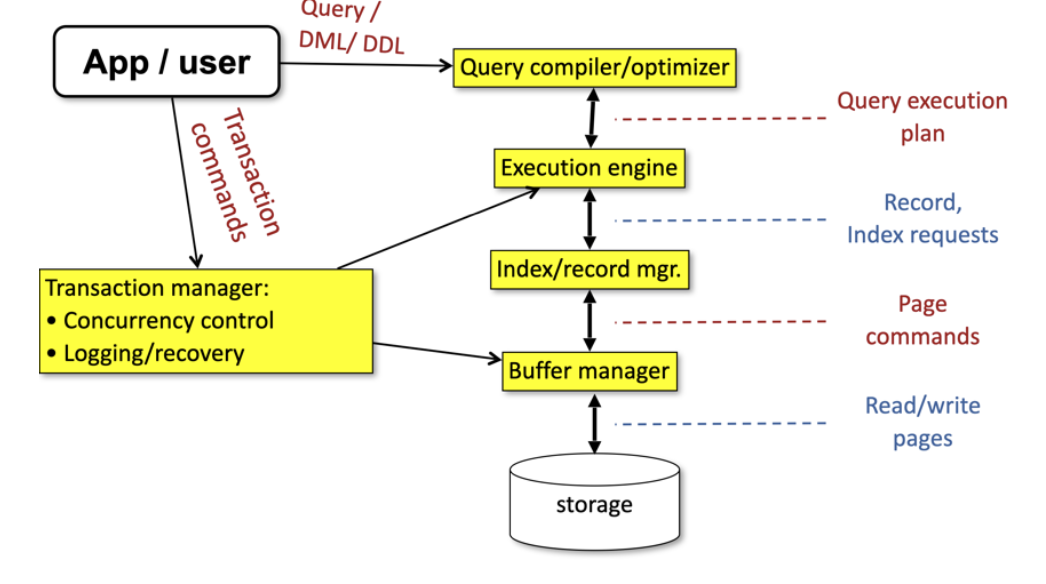 Query /
DML/ DDL
App / user
Query compiler/optimizer
Query execution
plan
Transaction
commands
Execution engine
Record,
Index requests
Index/record mgr.
Transaction manager:
• Concurrency control
• Logging/recovery
Page
commands
Buffer manager
Read/write
pages
storage